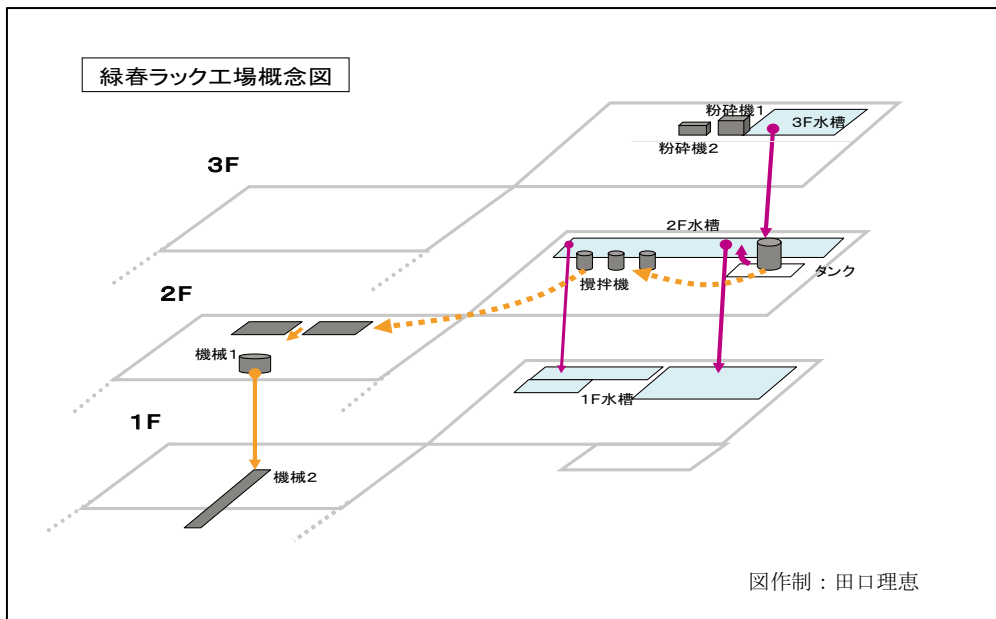 緑春ラック工場概念図
粉砕機1
3F水槽
粉砕機2
3F
2F水槽
タンク
攪拌機
2F
機械1
1F水槽
1F
機械2
図作制：田口理恵